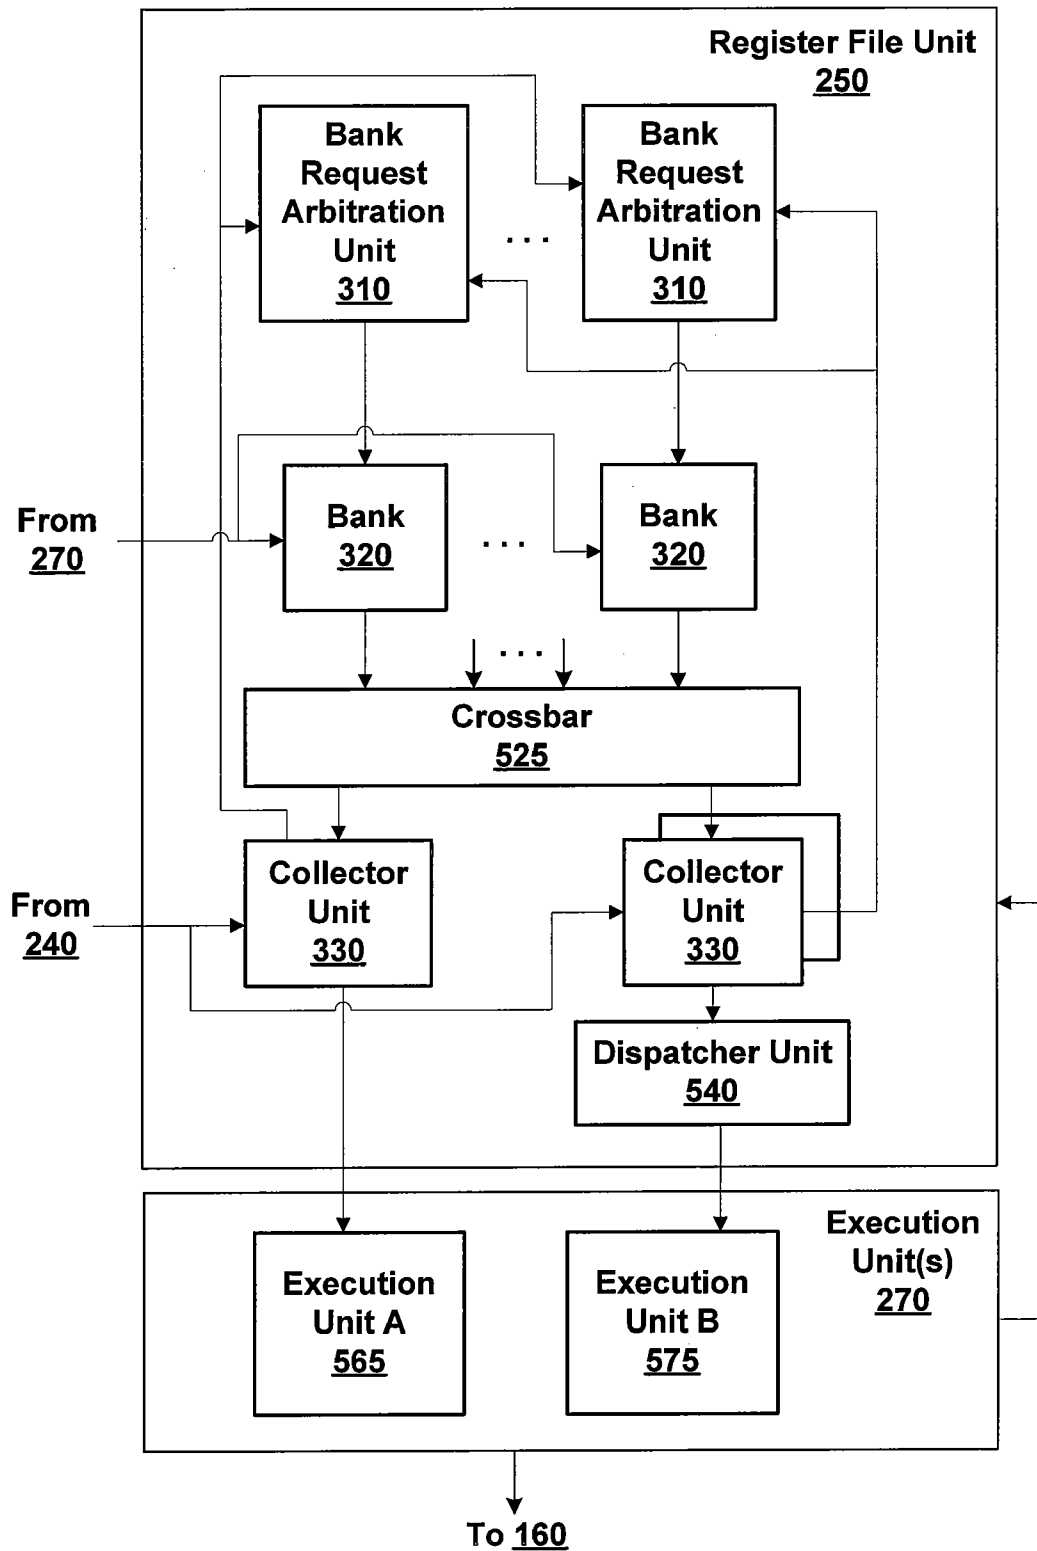 Register File Unit
250
Bank
Request
Arbitration
Unit
310
. . .
Bank
Request
Arbitration
Unit
310
From
270
Bank
320
. . .
Bank
320
. . .
Crossbar
525
From
240
Collector
Unit
330
Collector
Unit
330
Dispatcher Unit
540
Execution
Unit(s)
270
Execution
Unit A
565
Execution
Unit B
575
To 160